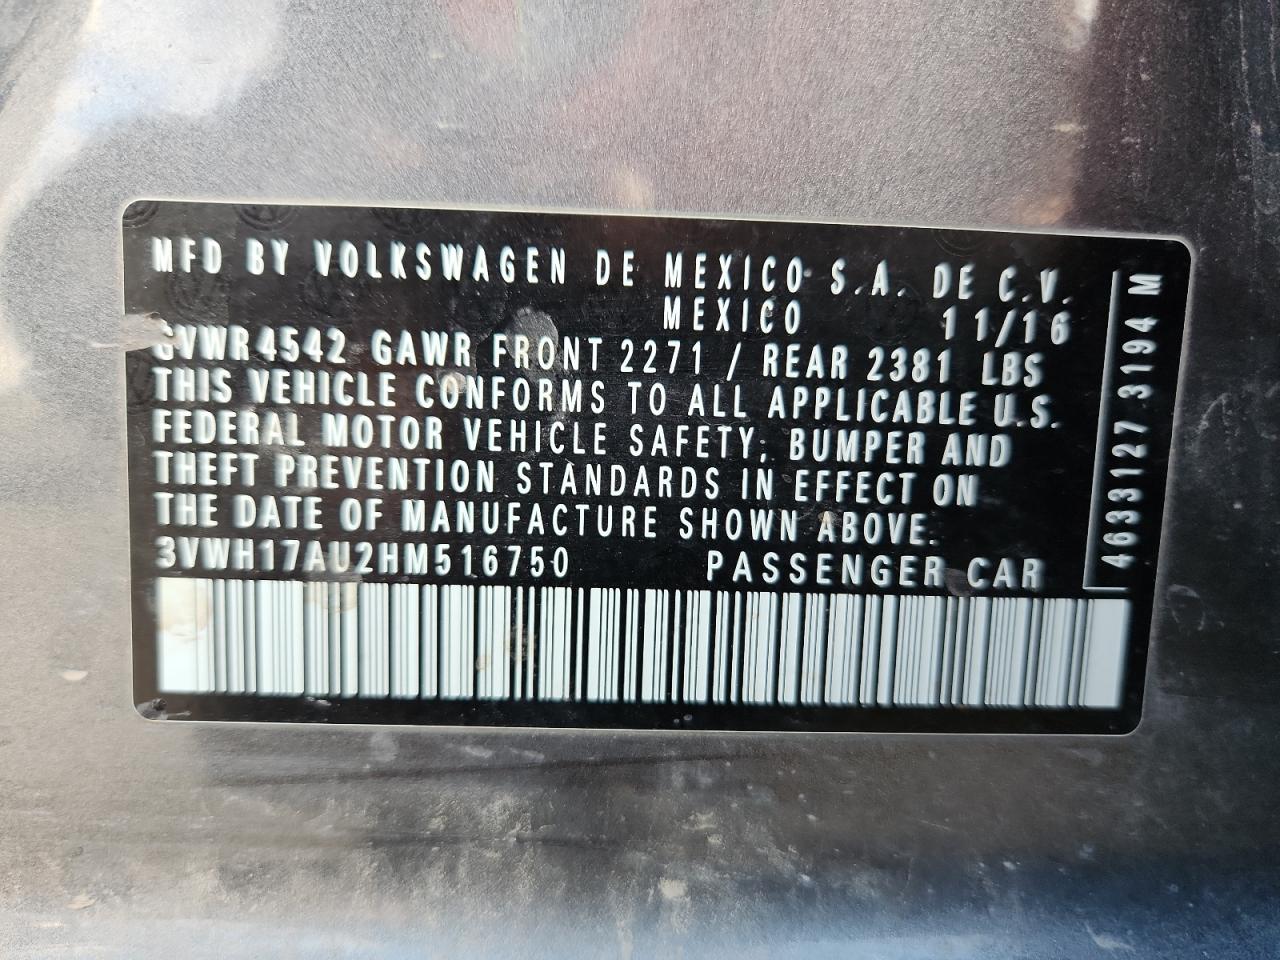 MFD BY VOLKSWAGEN DE MEXICO S.A. DE C.V.
MEXICO 11/16
GVWR4542 GAWR FRONT 2271 / REAR 2381 LBS
THIS VEHICLE CONFORMS TO ALL APPLICABLE U.S.
FEDERAL MOTOR VEHICLE SAFETY, BUMPER AND
THEFT PREVENTION STANDARDS IN EFFECT ON
THE DATE OF MANUFACTURE SHOWN ABOVE.
3VWH17AU2HM516750 PASSENGER CAR
4633127 3194 M